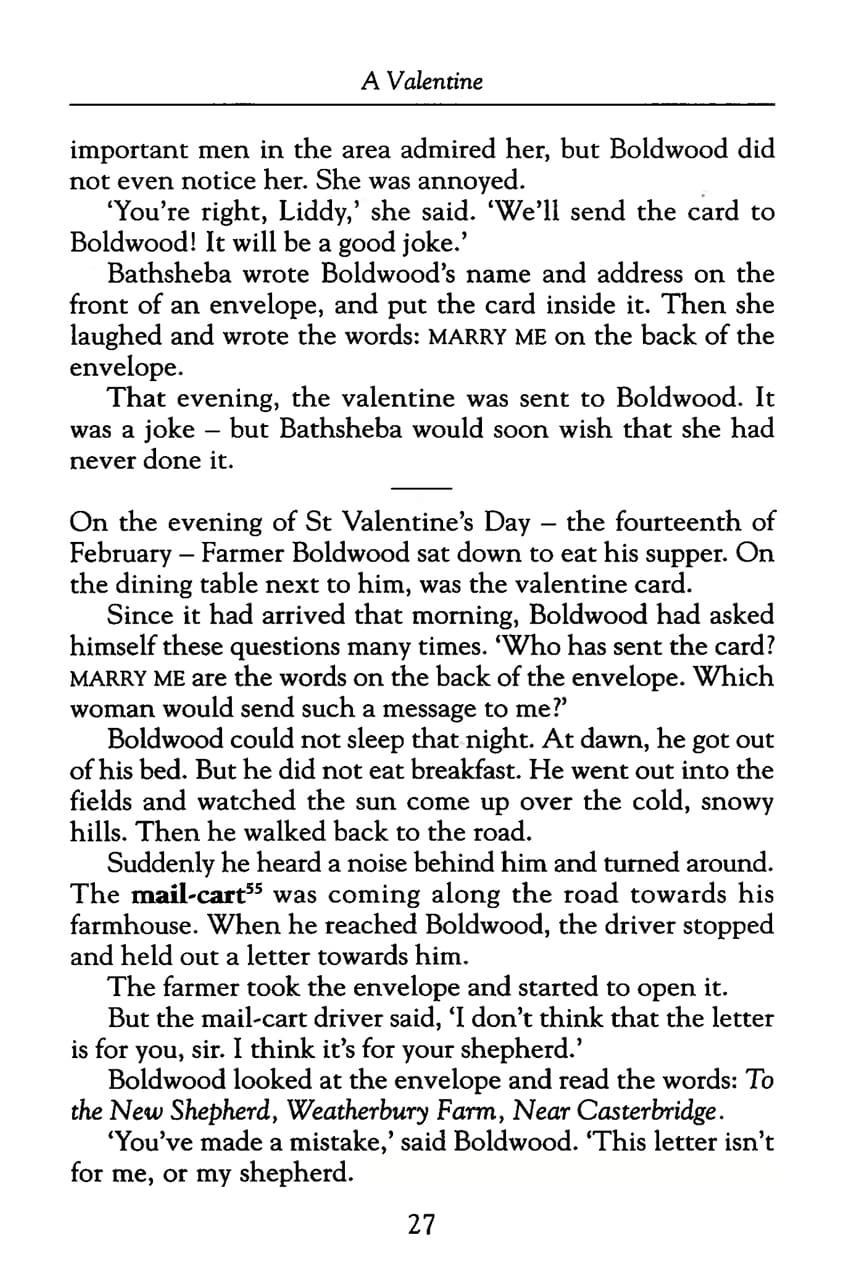 A Valentine
important men in the area admired her, but Boldwood did
not even notice her. She was annoyed.
‘You’re right, Liddy,’ she said. ‘We’ll send the card to
Boldwood! It will be a good joke.’
Bathsheba wrote Boldwood’s name and address on the
front of an envelope, and put the card inside it. Then she
laughed and wrote the words: MARRY ME on the back of the
envelope.
That evening, the valentine was sent to Boldwood. It
was a joke – but Bathsheba would soon wish that she had
never done it.
On the evening of St Valentine’s Day – the fourteenth of
February – Farmer Boldwood sat down to eat his supper. On
the dining table next to him, was the valentine card.
Since it had arrived that morning, Boldwood had asked
himself these questions many times. ‘Who has sent the card?
MARRY ME are the words on the back of the envelope. Which
woman would send such a message to me?’
Boldwood could not sleep that night. At dawn, he got out
of his bed. But he did not eat breakfast. He went out into the
fields and watched the sun come up over the cold, snowy
hills. Then he walked back to the road.
Suddenly he heard a noise behind him and turned around.
The mail-cart⁵⁵ was coming along the road towards his
farmhouse. When he reached Boldwood, the driver stopped
and held out a letter towards him.
The farmer took the envelope and started to open it.
But the mail-cart driver said, ‘I don’t think that the letter
is for you, sir. I think it’s for your shepherd.’
Boldwood looked at the envelope and read the words: To
the New Shepherd, Weatherbury Farm, Near Casterbridge.
‘You’ve made a mistake,’ said Boldwood. ‘This letter isn’t
for me, or my shepherd.
27